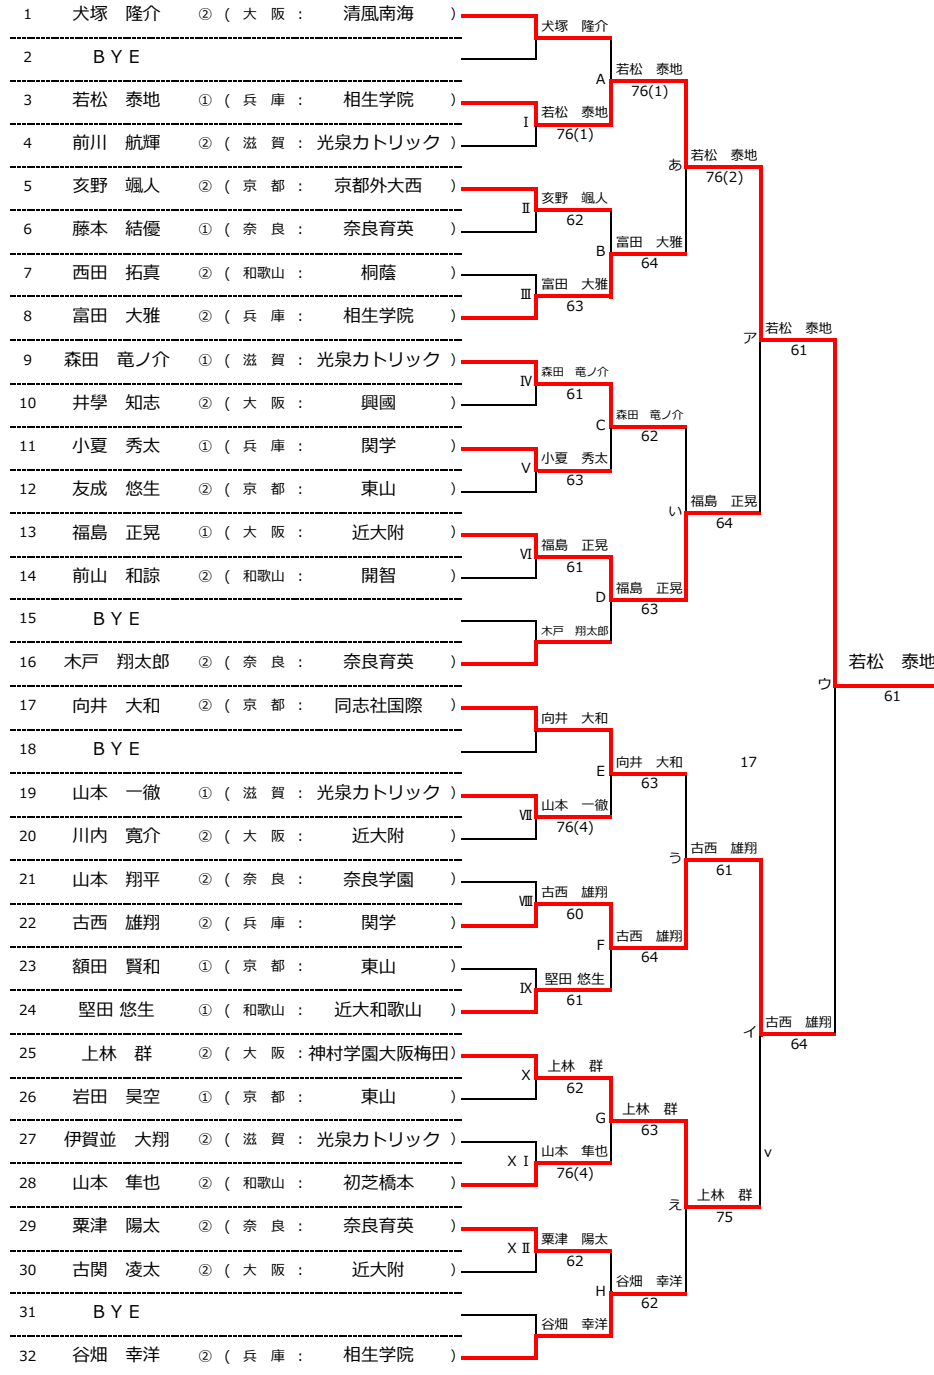 1 犬塚 隆介 ② ( 大 阪 : 清風南海 )
犬塚 隆介
2 ＢＹＥ
A 若松 泰地
76(1)
3 若松 泰地 ① ( 兵 庫 : 相生学院 )
Ⅰ 若松 泰地
76(1)
4 前川 航輝 ② ( 滋 賀 : 光泉カトリック )
あ 若松 泰地
76(2)
5 亥野 颯人 ② ( 京 都 : 京都外大西 )
Ⅱ 亥野 颯人
62
6 藤本 結優 ① ( 奈 良 : 奈良育英 )
B 富田 大雅
64
7 西田 拓真 ② ( 和歌山 : 桐蔭 )
Ⅲ 富田 大雅
63
8 富田 大雅 ② ( 兵 庫 : 相生学院 )
ア 若松 泰地
61
9 森田 竜ノ介 ① ( 滋 賀 : 光泉カトリック )
Ⅳ 森田 竜ノ介
61
10 井學 知志 ② ( 大 阪 : 興國 )
C 森田 竜ノ介
62
11 小夏 秀太 ① ( 兵 庫 : 関学 )
Ⅴ 小夏 秀太
63
12 友成 悠生 ② ( 京 都 : 東山 )
い 福島 正晃
64
13 福島 正晃 ① ( 大 阪 : 近大附 )
Ⅵ 福島 正晃
61
14 前山 和諒 ② ( 和歌山 : 開智 )
D 福島 正晃
63
15 ＢＹＥ
木戸 翔太郎
16 木戸 翔太郎 ② ( 奈 良 : 奈良育英 )
ウ 若松 泰地
61
17 向井 大和 ② ( 京 都 : 同志社国際 )
向井 大和
18 ＢＹＥ
E 向井 大和 17
63
19 山本 一徹 ① ( 滋 賀 : 光泉カトリック )
Ⅶ 山本 一徹
76(4)
20 川内 寛介 ② ( 大 阪 : 近大附 )
う 古西 雄翔
61
21 山本 翔平 ② ( 奈 良 : 奈良学園 )
Ⅷ 古西 雄翔
60
22 古西 雄翔 ② ( 兵 庫 : 関学 )
F 古西 雄翔
64
23 額田 賢和 ① ( 京 都 : 東山 )
Ⅸ 堅田 悠生
61
24 堅田 悠生 ① ( 和歌山 : 近大和歌山 )
イ 古西 雄翔
64
25 上林 群 ② ( 大 阪 : 神村学園大阪梅田 )
Ⅹ 上林 群
62
26 岩田 昊空 ① ( 京 都 : 東山 )
G 上林 群
63
27 伊賀並 大翔 ② ( 滋 賀 : 光泉カトリック )
ⅩⅠ 山本 隼也
v
76(4)
28 山本 隼也 ② ( 和歌山 : 初芝橋本 )
え 上林 群
75
29 粟津 陽太 ② ( 奈 良 : 奈良育英 )
ⅩⅡ 粟津 陽太
62
30 古関 凌太 ② ( 大 阪 : 近大附 )
H 谷畑 幸洋
62
31 ＢＹＥ
谷畑 幸洋
32 谷畑 幸洋 ② ( 兵 庫 : 相生学院 )